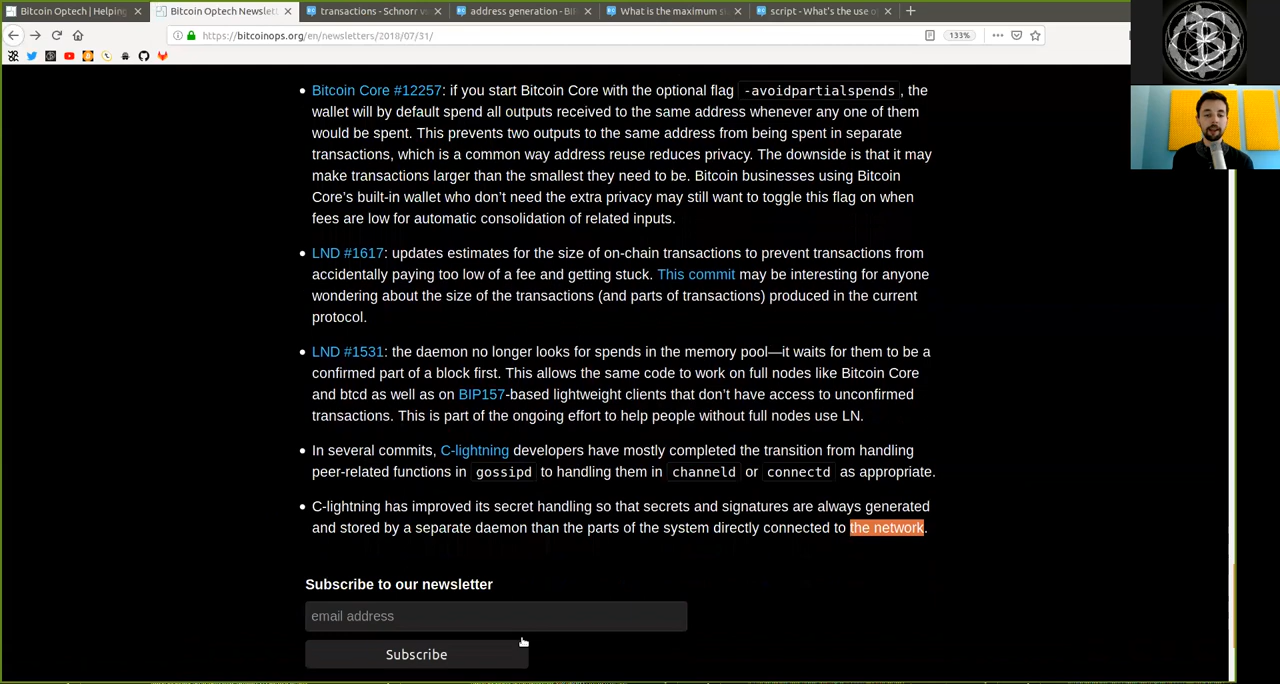 Bitcoin Optech | Helping
Bitcoin Optech Newslett
transactions - Schnorr v
address generation - BI
What is the maximum si
script - What's the use o
https://bitcoinops.org/en/newsletters/2018/07/31/
133%
Bitcoin Core #12257: if you start Bitcoin Core with the optional flag -avoidpartialspends, the
wallet will by default spend all outputs received to the same address whenever any one of them
would be spent. This prevents two outputs to the same address from being spent in separate
transactions, which is a common way address reuse reduces privacy. The downside is that it may
make transactions larger than the smallest they need to be. Bitcoin businesses using Bitcoin
Core’s built-in wallet who don’t need the extra privacy may still want to toggle this flag on when
fees are low for automatic consolidation of related inputs.
LND #1617: updates estimates for the size of on-chain transactions to prevent transactions from
accidentally paying too low of a fee and getting stuck. This commit may be interesting for anyone
wondering about the size of the transactions (and parts of transactions) produced in the current
protocol.
LND #1531: the daemon no longer looks for spends in the memory pool—it waits for them to be a
confirmed part of a block first. This allows the same code to work on full nodes like Bitcoin Core
and btcd as well as on BIP157-based lightweight clients that don’t have access to unconfirmed
transactions. This is part of the ongoing effort to help people without full nodes use LN.
In several commits, C-lightning developers have mostly completed the transition from handling
peer-related functions in gossipd to handling them in channeld or connectd as appropriate.
C-lightning has improved its secret handling so that secrets and signatures are always generated
and stored by a separate daemon than the parts of the system directly connected to the network.
Subscribe to our newsletter
email address
Subscribe